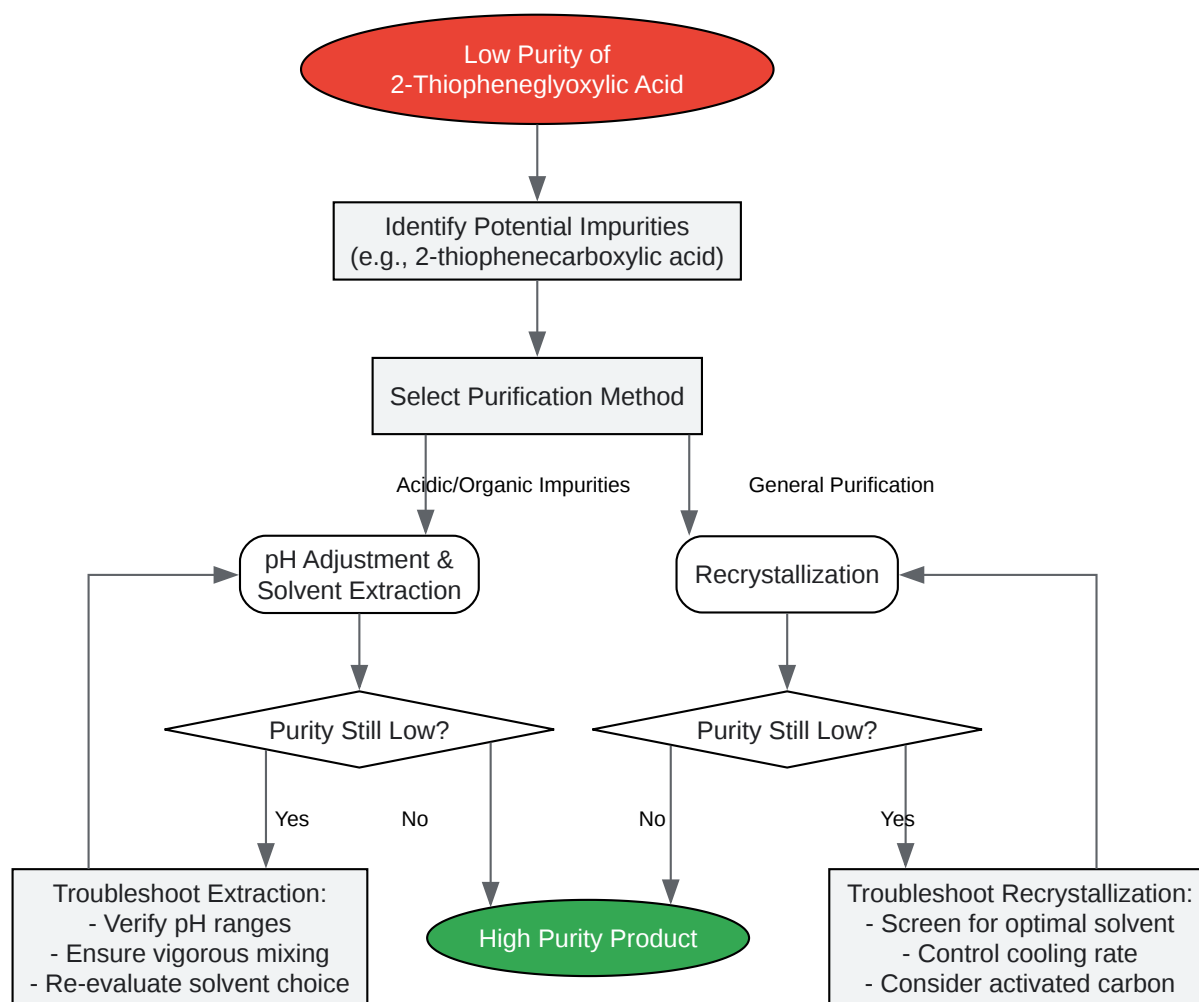 Low Purity of
2-Thiopheneglyoxylic Acid
Identify Potential Impurities
(e.g., 2-thiophenecarboxylic acid)
Select Purification Method
Acidic/Organic Impurities
General Purification
pH Adjustment &
Solvent Extraction
Recrystallization
Purity Still Low?
Purity Still Low?
Yes
No
No
Yes
Troubleshoot Extraction:
- Verify pH ranges
- Ensure vigorous mixing
- Re-evaluate solvent choice
High Purity Product
Troubleshoot Recrystallization:
- Screen for optimal solvent
- Control cooling rate
- Consider activated carbon